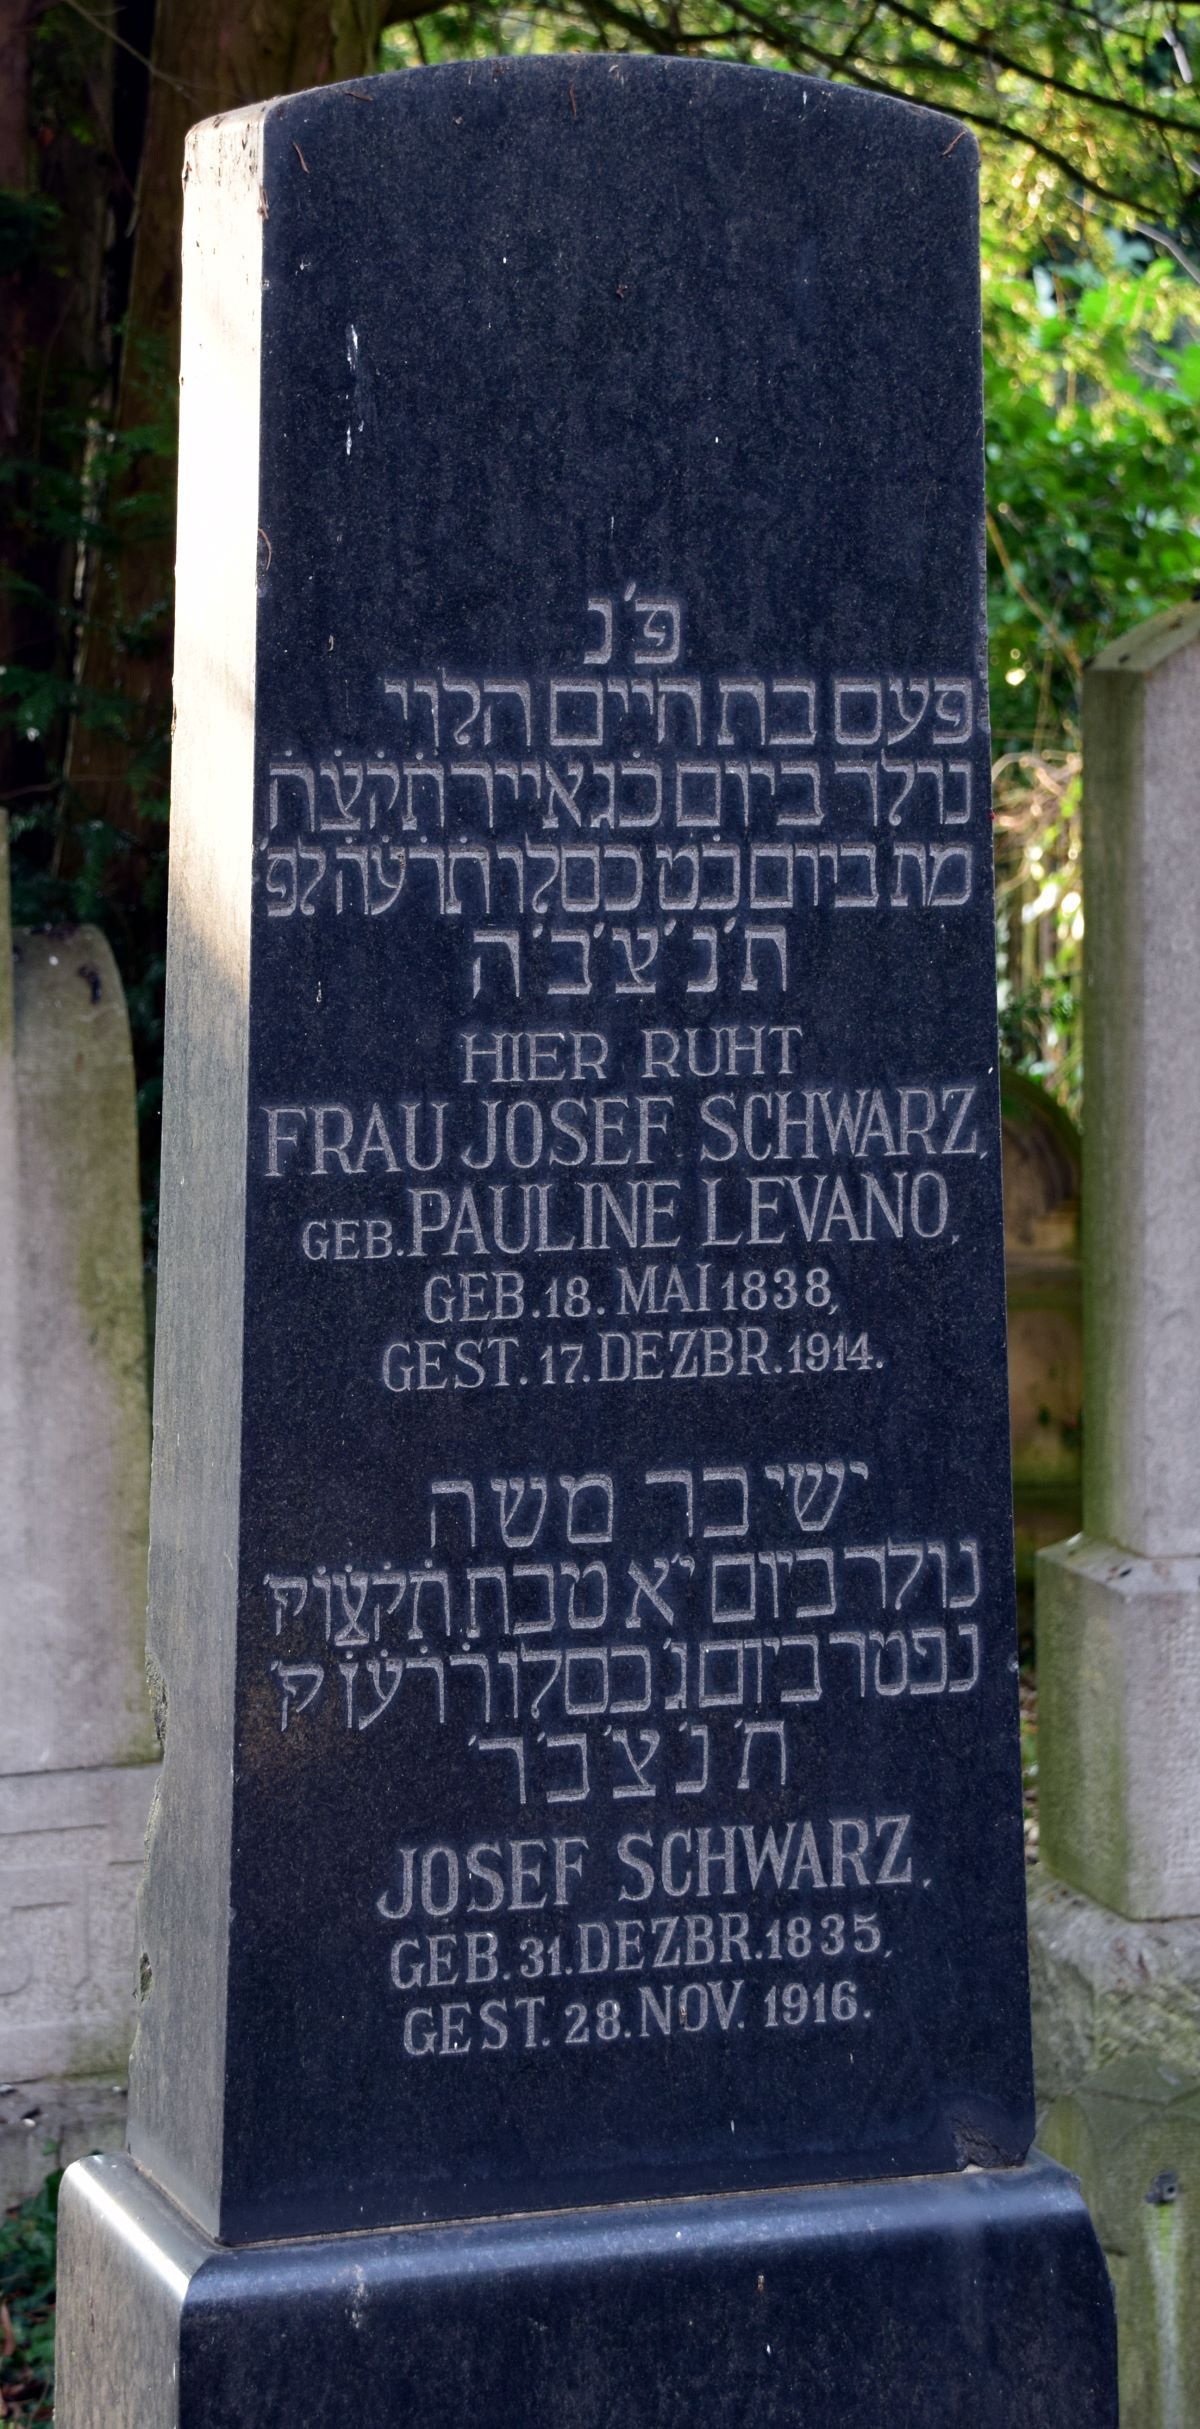 פ׳נ
פעס בת חיים הלוי
נולד ביום כ׳ג אייר תקצ׳ח
מת ביום כ׳ט כסלו תרע׳ה לפ׳
ת׳נ׳צ׳ב׳ה
HIER RUHT
FRAU JOSEF SCHWARZ,
GEB. PAULINE LEVANO,
GEB. 18. MAI 1838,
GEST. 17. DEZBR. 1914.
ישי כר משה
נולד ביום י׳א טבת תקצ׳ו ק׳
נפטר ביום ג׳ כסלו תרע׳ז ק׳
ת׳נ׳צ׳ב׳ה
JOSEF SCHWARZ,
GEB. 31. DEZBR. 1835,
GEST. 28. NOV. 1916.